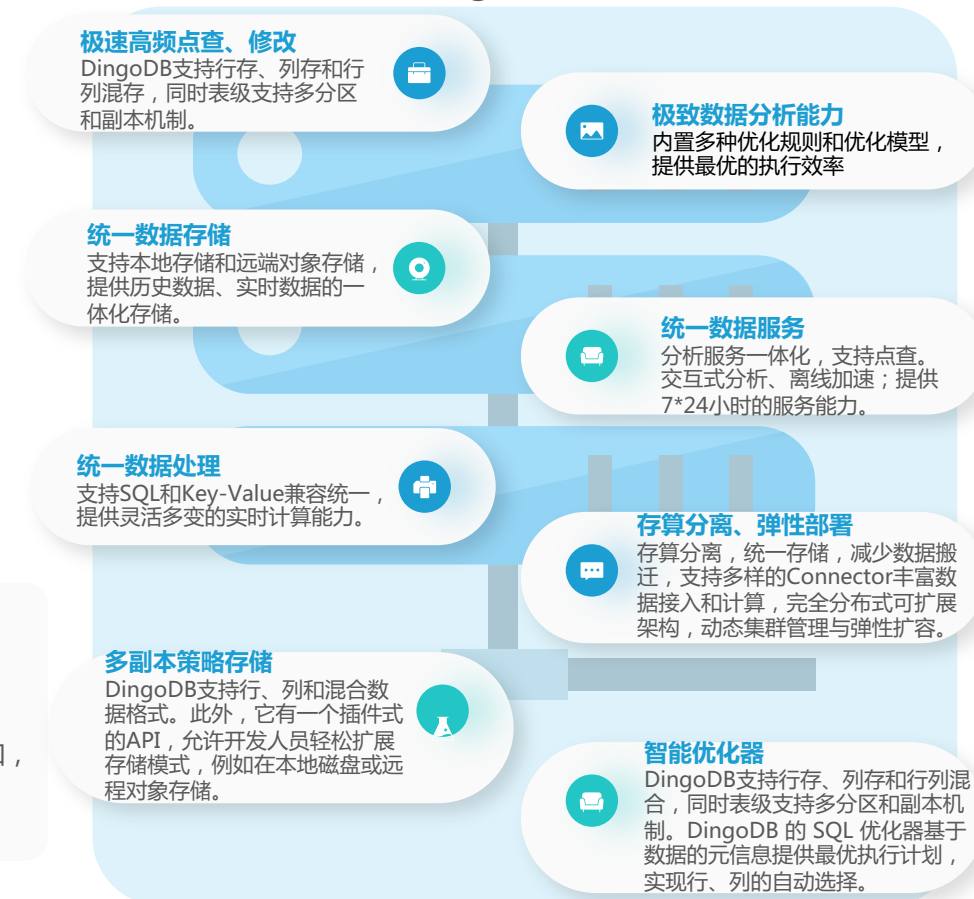 极速高频点查、修改
DingoDB支持行存、列存和行
列混存，同时表级支持多分区
和副本机制。
极致数据分析能力
内置多种优化规则和优化模型，
提供最优的执行效率
统一数据存储
支持本地存储和远端对象存储，
提供历史数据、实时数据的一
体化存储。
统一数据服务
分析服务一体化，支持点查。
交互式分析、离线加速；提供
7*24小时的服务能力。
统一数据处理
支持SQL和Key-Value兼容统一，
提供灵活多变的实时计算能力。
存算分离、弹性部署
存算分离，统一存储，减少数据搬
迁，支持多样的Connector丰富数
据接入和计算，完全分布式可扩展
架构，动态集群管理与弹性扩容。
多副本策略存储
DingoDB支持行、列和混合数
据格式。此外，它有一个插件式
的API，允许开发人员轻松扩展
存储模式，例如在本地磁盘或远
程对象存储。
智能优化器
DingoDB支持行存、列存和行列混
合，同时表级支持多分区和副本机
制。DingoDB 的 SQL 优化器基于
数据的元信息提供最优执行计划，
实现行、列的自动选择。